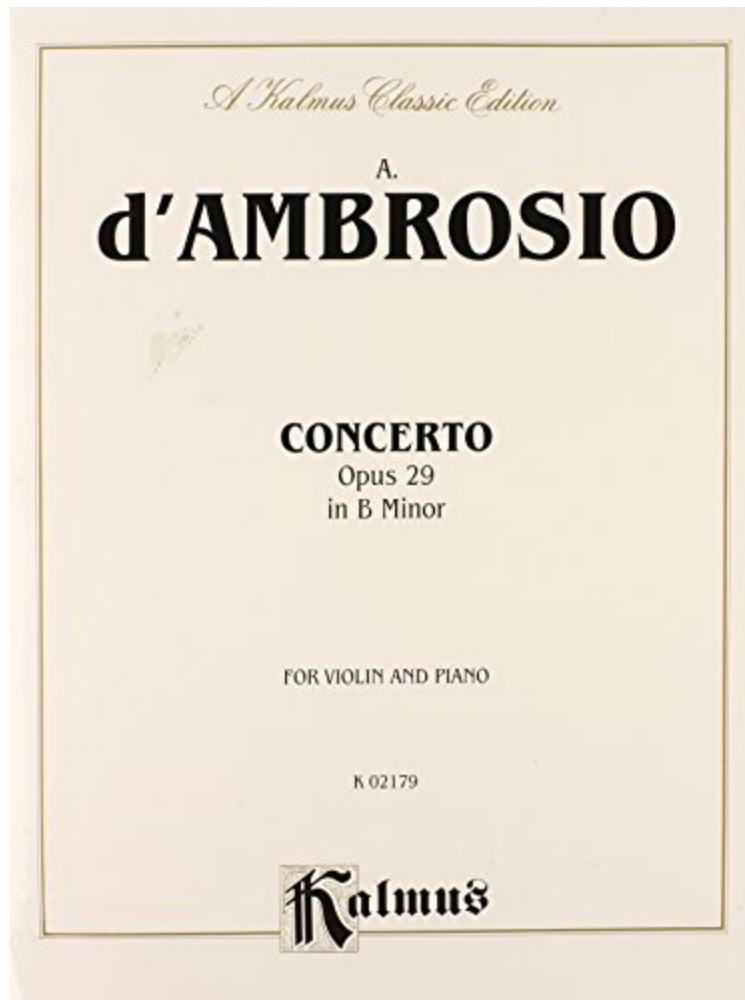 A Kalmus Classic Edition
A.
d'AMBROSIO
CONCERTO
Opus 29
in B Minor
FOR VIOLIN AND PIANO
K 02179
Kalmus